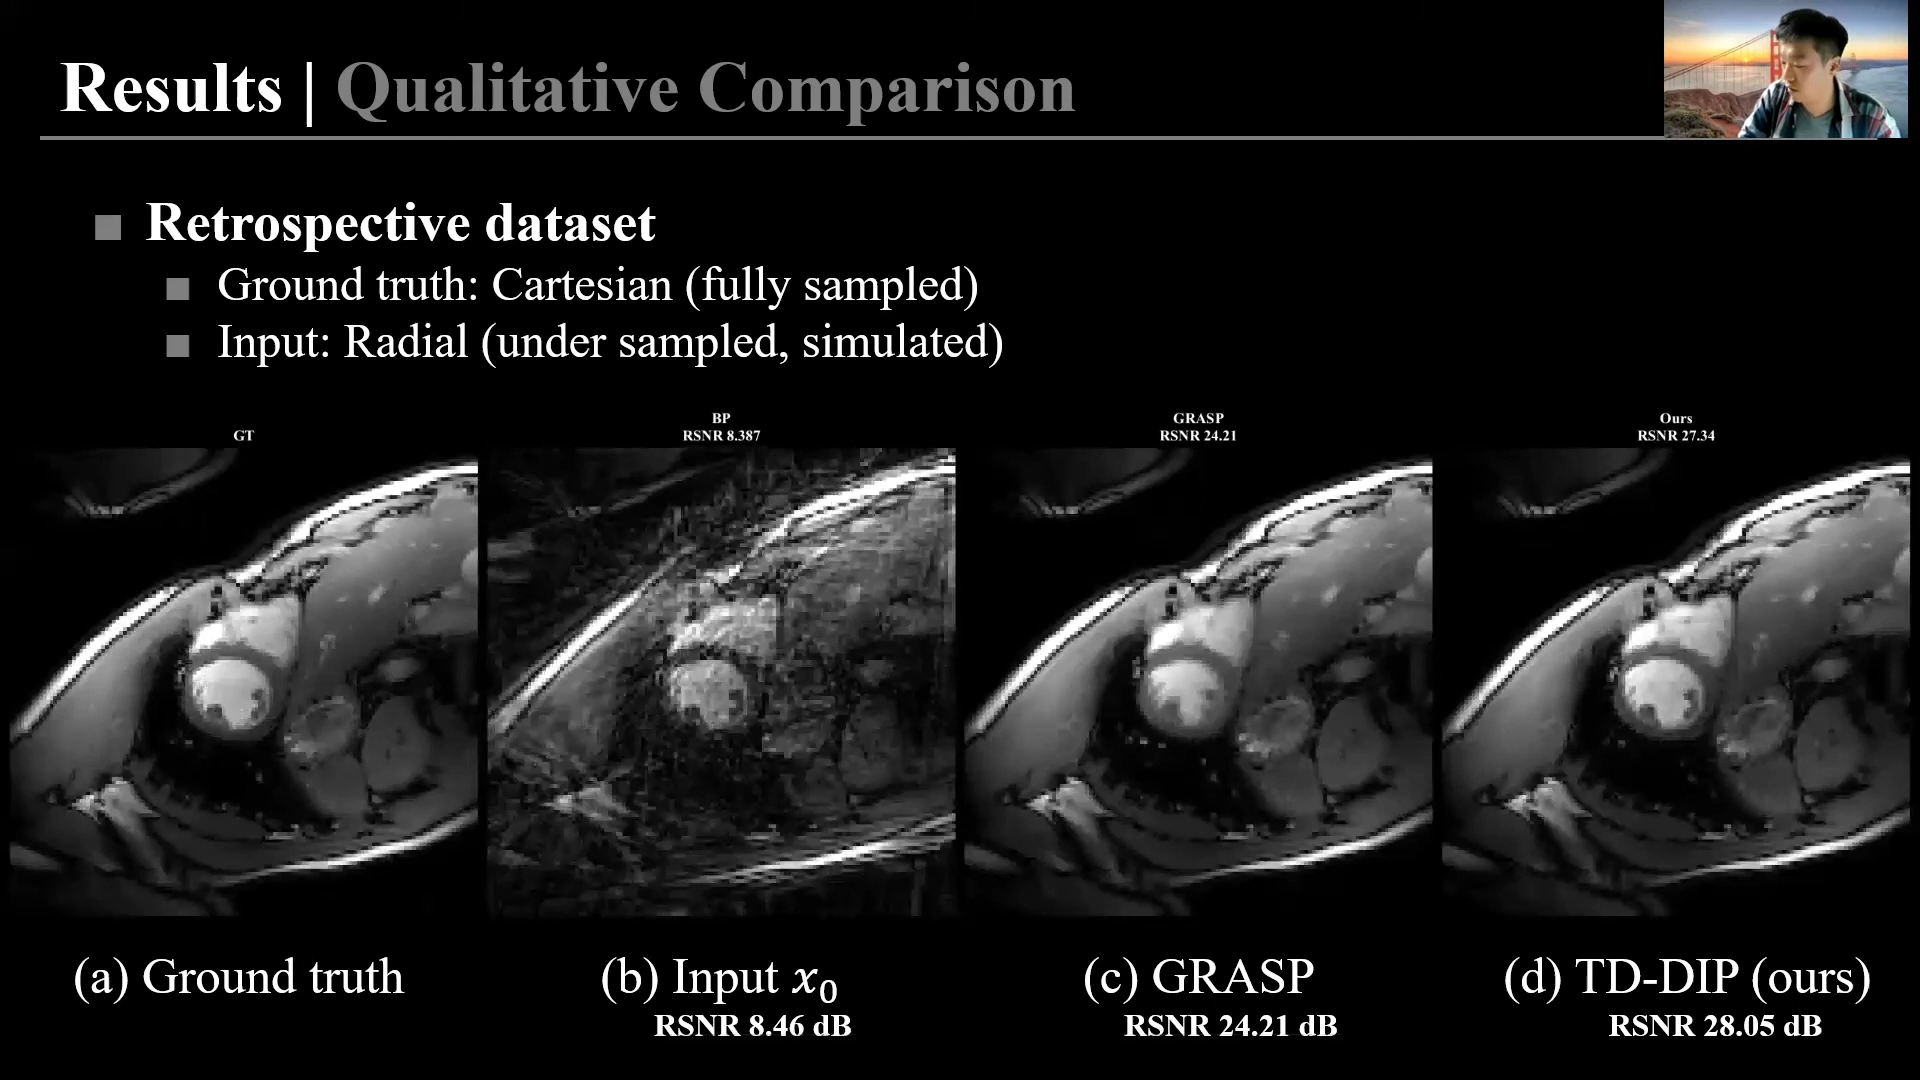 Results | Qualitative Comparison
Retrospective dataset
Ground truth: Cartesian (fully sampled)
Input: Radial (under sampled, simulated)
GT
BP
RSNR 8.387
GRASP
RSNR 24.21
Ours
RSNR 27.34
(a) Ground truth
(b) Input x₀
RSNR 8.46 dB
(c) GRASP
RSNR 24.21 dB
(d) TD-DIP (ours)
RSNR 28.05 dB